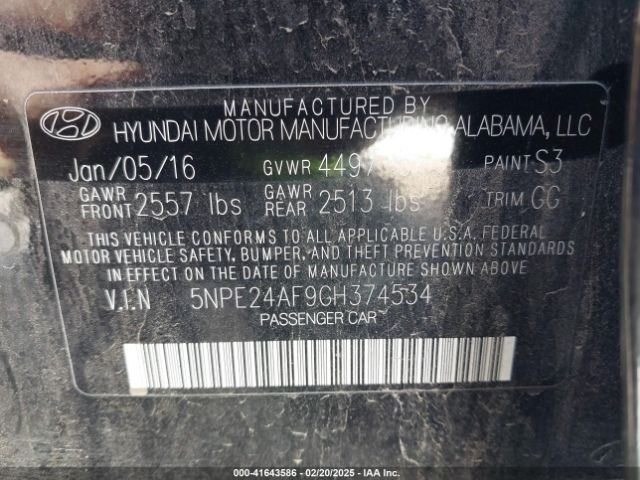 MANUFACTURED BY
HYUNDAI MOTOR MANUFACTURING ALABAMA, LLC
Jan/05/16 GVWR PAINT S3
GAWR FRONT 2557 lbs GAWR REAR 2513 lbs TRIM GG
THIS VEHICLE CONFORMS TO ALL APPLICABLE U.S.A. FEDERAL
MOTOR VEHICLE SAFETY, BUMPER, AND THEFT PREVENTION STANDARDS
IN EFFECT ON THE DATE OF MANUFACTURE SHOWN ABOVE
V.I.N 5NPE24AF9GH374534
PASSENGER CAR
000-41643586 - 02/20/2025 - IAA Inc.